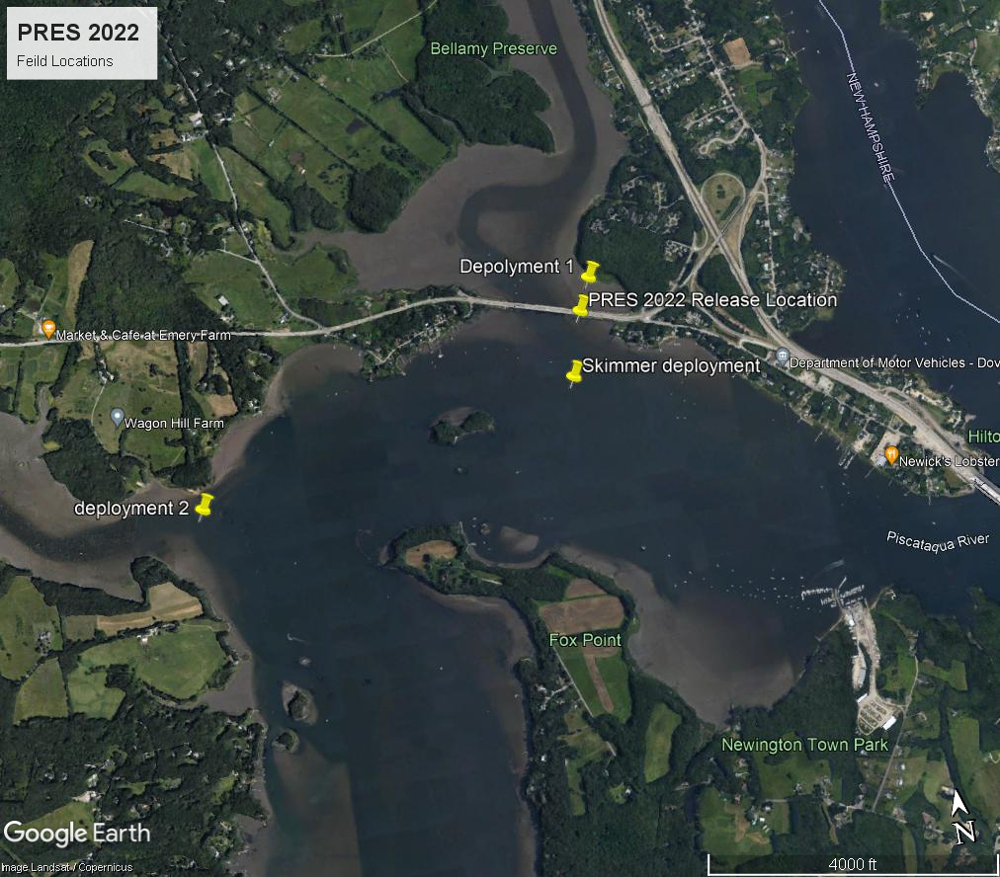 PRES 2022
Feild Locations
Bellamy Preserve
NEW HAMPSHIRE
Depolyment 1
PRES 2022 Release Location
Market & Cafe at Emery Farm
Skimmer deployment
Department of Motor Vehicles - Dov
Wagon Hill Farm
Hilto
Newick's Lobster
deployment 2
Piscataqua River
Fox Point
Newington Town Park
Google Earth
N
4000 ft
Image Landsat / Copernicus